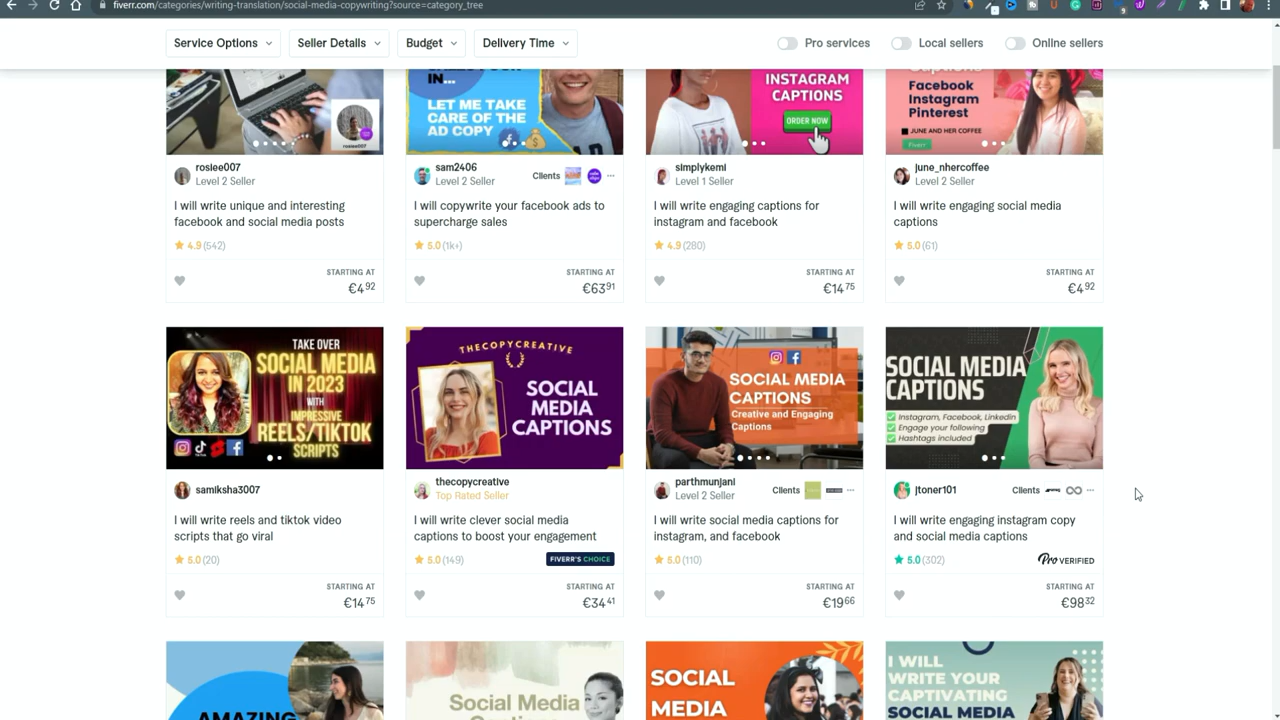 fiverr.com/categories/writing-translation/social-media-copywriting?source=category_tree
Service Options
Seller Details
Budget
Delivery Time
Pro services
Local sellers
Online sellers
rosiee007
IN...
LET ME TAKE
CARE OF THE
AD COPY
INSTAGRAM
CAPTIONS
ORDER NOW
Captions
Facebook
Instagram
Pinterest
JUNE AND HER COFFEE
Fiverr
rosiee007
Level 2 Seller
I will write unique and interesting
facebook and social media posts
4.9 (542)
STARTING AT
€4 92
sam2406
Level 2 Seller
Clients
I will copywrite your facebook ads to
supercharge sales
5.0 (1k+)
STARTING AT
€63 91
simplykemi
Level 1 Seller
I will write engaging captions for
instagram and facebook
4.9 (280)
STARTING AT
€14 75
june_nhercoffee
Level 2 Seller
I will write engaging social media
captions
5.0 (61)
STARTING AT
€4 92
TAKE OVER
SOCIAL MEDIA
IN 2023
WITH
IMPRESSIVE
REELS/TIKTOK
SCRIPTS
samiksha3007
I will write reels and tiktok video
scripts that go viral
5.0 (20)
STARTING AT
€14 75
THECOPYCREATIVE
SOCIAL
MEDIA
CAPTIONS
thecopycreative
Top Rated Seller
I will write clever social media
captions to boost your engagement
5.0 (149)
FIVERR'S CHOICE
STARTING AT
€34 41
SOCIAL MEDIA
CAPTIONS
Creative and Engaging
Captions
parthmunjani
Level 2 Seller
Clients
I will write social media captions for
instagram, and facebook
5.0 (110)
STARTING AT
€19 66
SOCIAL MEDIA
CAPTIONS
Instagram, Facebook, Linkedin
Engage your following
Hashtags included
jtoner101
Clients
I will write engaging instagram copy
and social media captions
5.0 (302)
Pro VERIFIED
STARTING AT
€98 32
AMAZING
Social Media
Captions
SOCIAL
MEDIA
I WILL
WRITE YOUR
CAPTIVATING
SOCIAL MEDIA